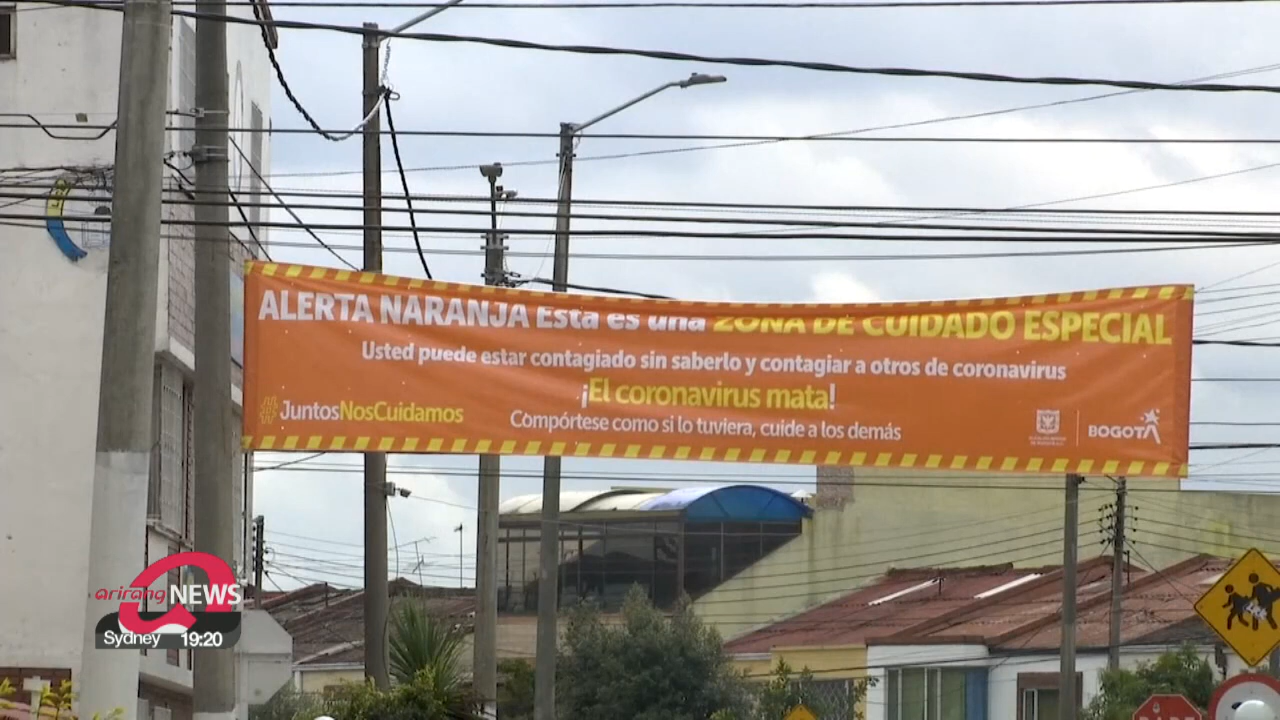 ALERTA NARANJA Esta es una ZONA DE CUIDADO ESPECIAL
Usted puede estar contagiado sin saberlo y contagiar a otros de coronavirus
¡El coronavirus mata!
#JuntosNosCuidamos
Compórtese como si lo tuviera, cuide a los demás
BOGOTA
arirang NEWS
Sydney 19:20